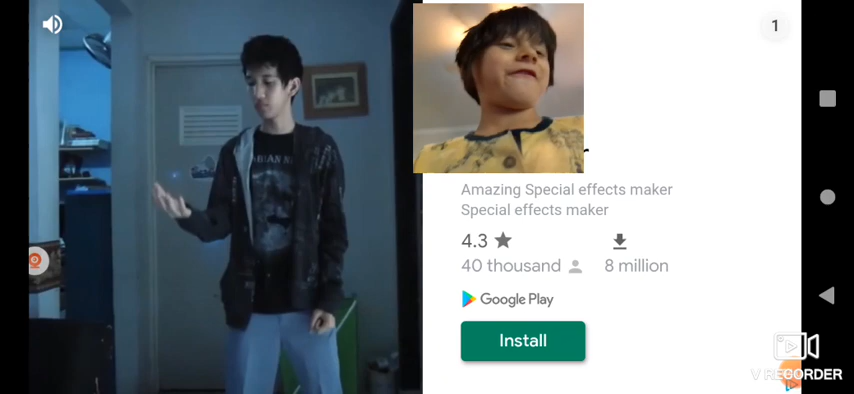 1
Amazing Special effects maker
Special effects maker
4.3
40 thousand
8 million
Google Play
Install
V RECORDER